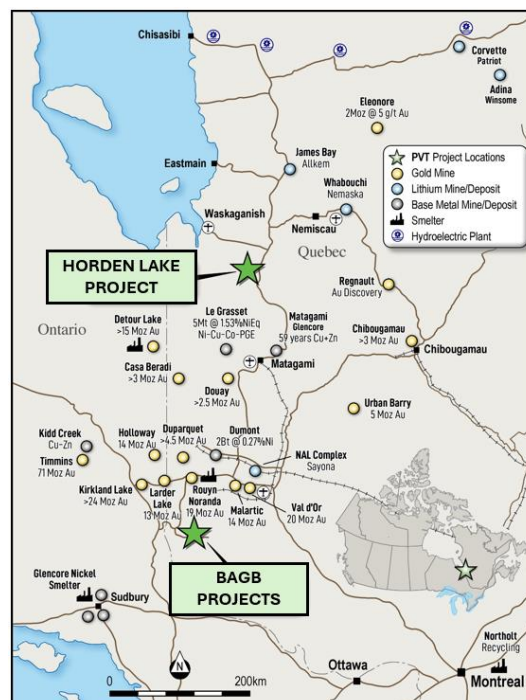 Chisasibi
Corvette
Patriot
Adina
Winsome
Eleonore
2Moz @ 5 g/t Au
PVT Project Locations
Gold Mine
Lithium Mine/Deposit
Base Metal Mine/Deposit
Smelter
Hydroelectric Plant
James Bay
Allkem
Eastmain
Whabouchi
Nemaska
Waskaganish
Nemiscau
Quebec
HORDEN LAKE
PROJECT
Regnault
Au Discovery
Ontario
Detour Lake
>15 Moz Au
Le Grasset
5Mt @ 1.53%NiEq
Ni-Cu-Co-PGE
Matagami
Glencore
59 years Cu+Zn
Chibougamau
>3 Moz Au
Chibougamau
Matagami
Casa Beradi
>3 Moz Au
Douay
>2.5 Moz Au
Urban Barry
5 Moz Au
Kidd Creek
Cu-Zn
Timmins
71 Moz Au
Holloway
14 Moz Au
Duparquet
>4.5 Moz Au
Dumont
2Bt @ 0.27%Ni
NAL Complex
Sayona
Kirkland Lake
>24 Moz Au
Larder
Lake
13 Moz Au
Rouyn
Noranda
19 Moz Au
Malartic
14 Moz Au
Val d'Or
20 Moz Au
BAGB
PROJECTS
Glencore Nickel
Smelter
Sudbury
Northolt
Recycling
N
0
200km
Ottawa
Montreal